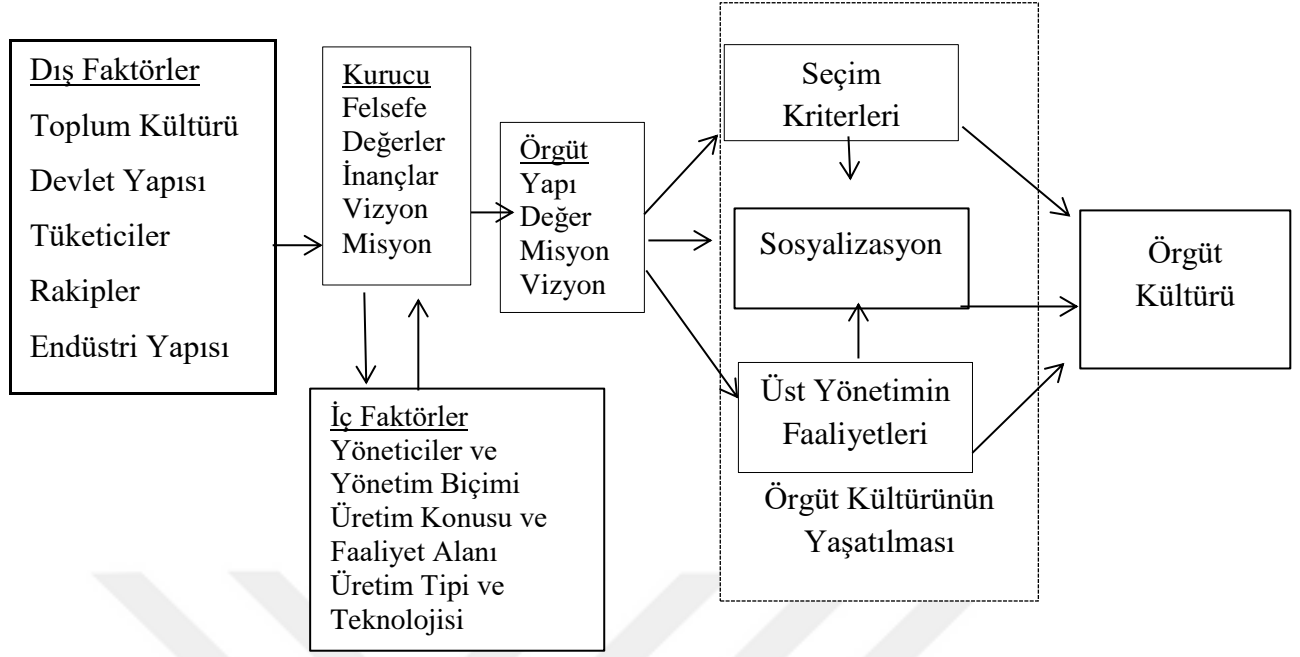 Dış Faktörler
Toplum Kültürü
Devlet Yapısı
Tüketiciler
Rakipler
Endüstri Yapısı
Kurucu
Felsefe
Değerler
İnançlar
Vizyon
Misyon
İç Faktörler
Yöneticiler ve
Yönetim Biçimi
Üretim Konusu ve
Faaliyet Alanı
Üretim Tipi ve
Teknolojisi
Örgüt
Yapı
Değer
Misyon
Vizyon
Seçim
Kriterleri
Sosyalizasyon
Üst Yönetimin
Faaliyetleri
Örgüt Kültürünün
Yaşatılması
Örgüt
Kültürü